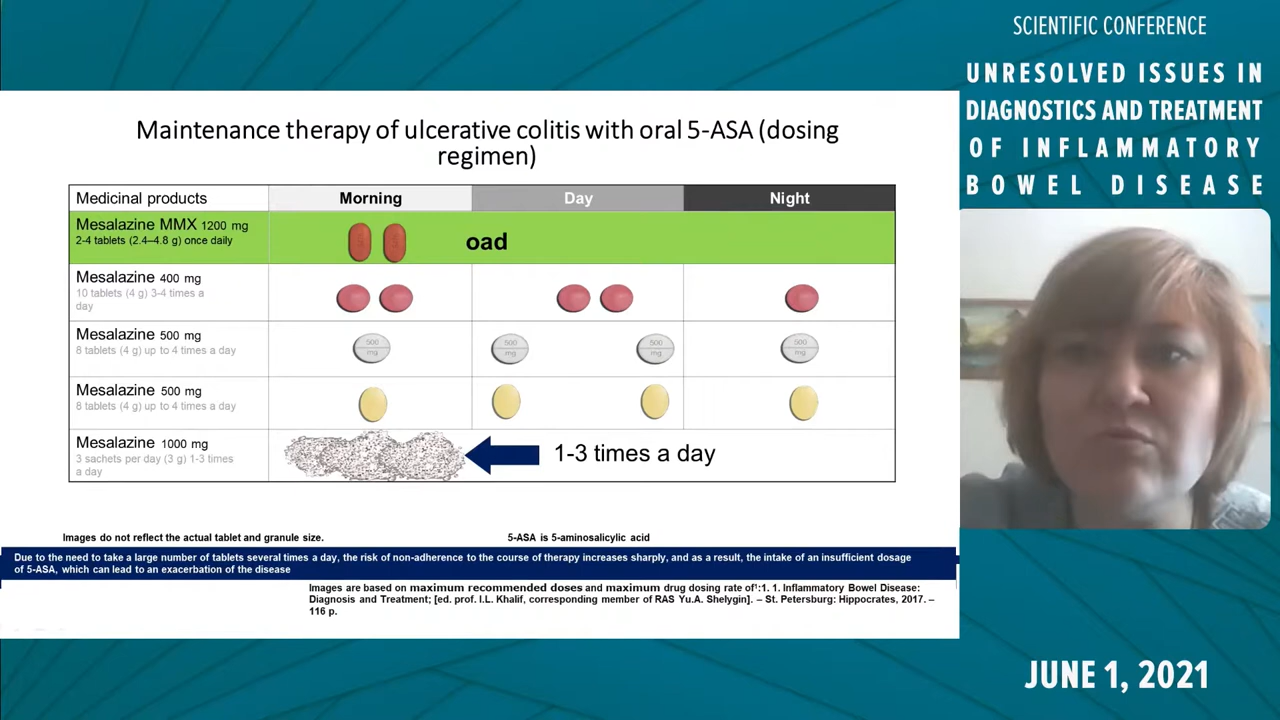 SCIENTIFIC CONFERENCE
UNRESOLVED ISSUES IN
DIAGNOSTICS AND TREATMENT
OF INFLAMMATORY
BOWEL DISEASE
Maintenance therapy of ulcerative colitis with oral 5-ASA (dosing
regimen)
Medicinal products Morning Day Night
Mesalazine MMX 1200 mg
2-4 tablets (2.4–4.8 g) once daily
oad
Mesalazine 400 mg
10 tablets (4 g) 3-4 times a
day
Mesalazine 500 mg
8 tablets (4 g) up to 4 times a day
500
mg
500
mg
500
mg
500
mg
Mesalazine 500 mg
8 tablets (4 g) up to 4 times a day
Mesalazine 1000 mg
3 sachets per day (3 g) 1-3 times
a day
1-3 times a day
Images do not reflect the actual tablet and granule size. 5-ASA is 5-aminosalicylic acid
Due to the need to take a large number of tablets several times a day, the risk of non-adherence to the course of therapy increases sharply, and as a result, the intake of an insufficient dosage
of 5-ASA, which can lead to an exacerbation of the disease
Images are based on maximum recommended doses and maximum drug dosing rate of¹:1. 1. Inflammatory Bowel Disease:
Diagnosis and Treatment; [ed. prof. I.L. Khalif, corresponding member of RAS Yu.A. Shelygin]. – St. Petersburg: Hippocrates, 2017. –
116 p.
JUNE 1, 2021